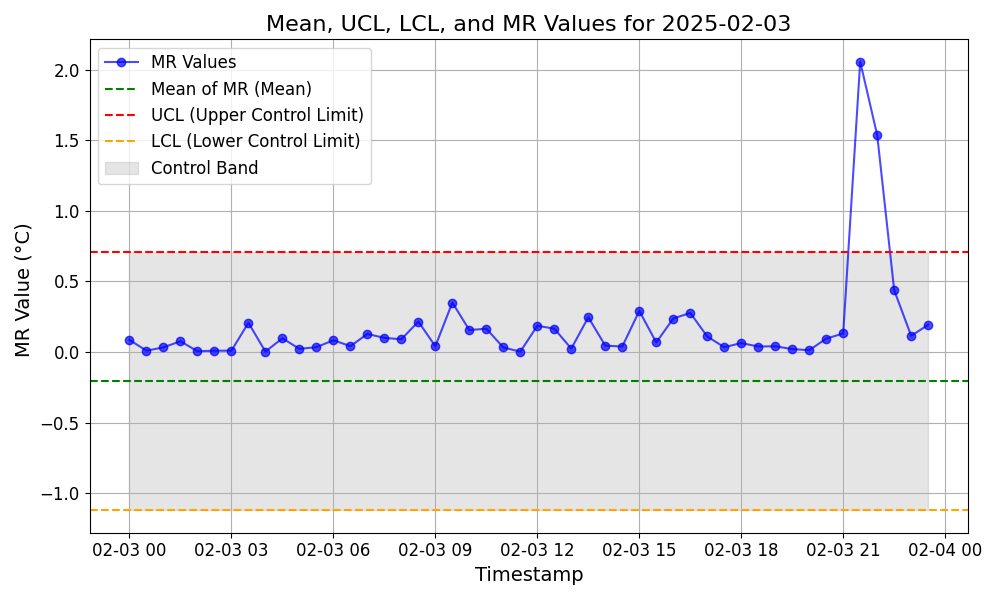 Mean, UCL, LCL, and MR Values for 2025-02-03
MR Values
Mean of MR (Mean)
UCL (Upper Control Limit)
LCL (Lower Control Limit)
Control Band
MR Value (°C)
2.0
1.5
1.0
0.5
0.0
−0.5
−1.0
02-03 00 02-03 03 02-03 06 02-03 09 02-03 12 02-03 15 02-03 18 02-03 21 02-04 00
Timestamp